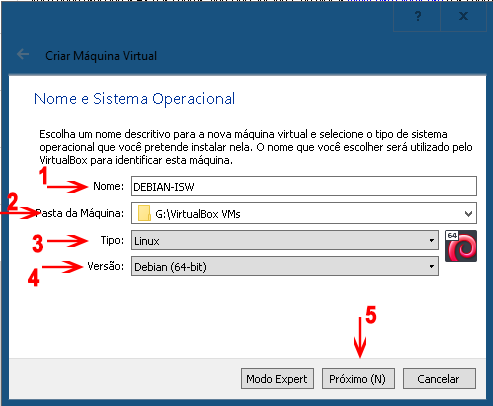 ?
x
Criar Máquina Virtual
Nome e Sistema Operacional
Escolha um nome descritivo para a nova máquina virtual e selecione o tipo de sistema
operacional que você pretende instalar nela. O nome que você escolher será utilizado pelo
VirtualBox para identificar esta máquina.
1 Nome: DEBIAN-ISW
2 Pasta da Máquina: G:\VirtualBox VMs
3 Tipo: Linux
64
4 Versão: Debian (64-bit)
5
Modo Expert Próximo (N) Cancelar